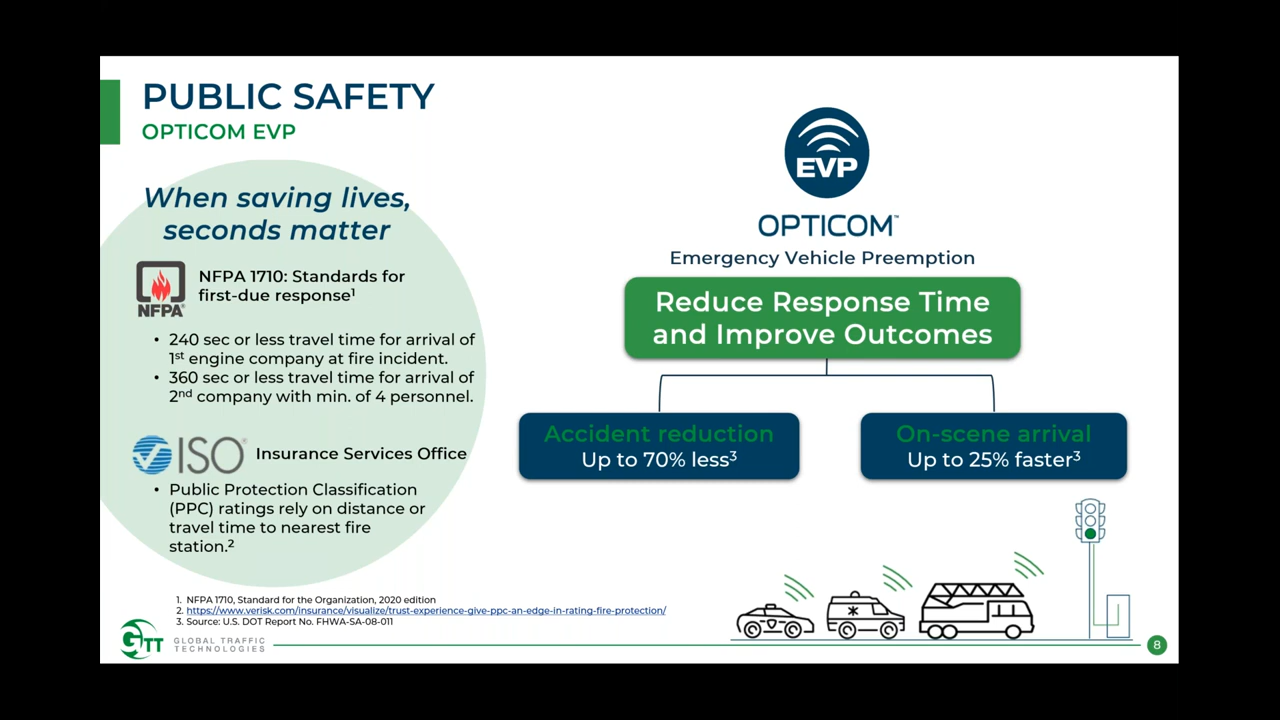 PUBLIC SAFETY
OPTICOM EVP
When saving lives,
seconds matter
NFPA
NFPA 1710: Standards for
first-due response¹
• 240 sec or less travel time for arrival of
1st engine company at fire incident.
• 360 sec or less travel time for arrival of
2nd company with min. of 4 personnel.
ISO
Insurance Services Office
• Public Protection Classification
(PPC) ratings rely on distance or
travel time to nearest fire
station.²
EVP
OPTICOM™
Emergency Vehicle Preemption
Reduce Response Time
and Improve Outcomes
Accident reduction
Up to 70% less³
On-scene arrival
Up to 25% faster³
1. NFPA 1710, Standard for the Organization, 2020 edition
2. https://www.verisk.com/insurance/visualize/trust-experience-give-ppc-an-edge-in-rating-fire-protection/
3. Source: U.S. DOT Report No. FHWA-SA-08-011
GTT
GLOBAL TRAFFIC
TECHNOLOGIES
8